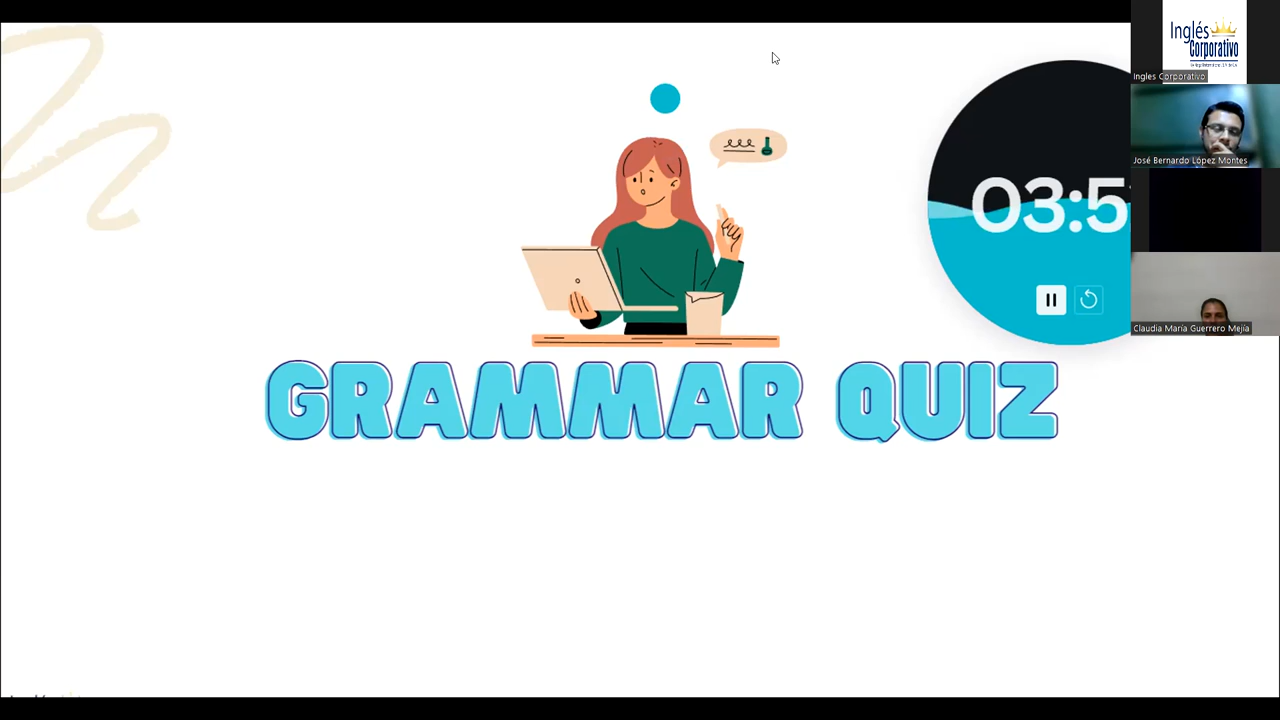 GRAMMAR QUIZ
03:5
Inglés
Corporativo
Ingles Corporativo
José Bernardo López Montes
Claudia María Guerrero Mejía